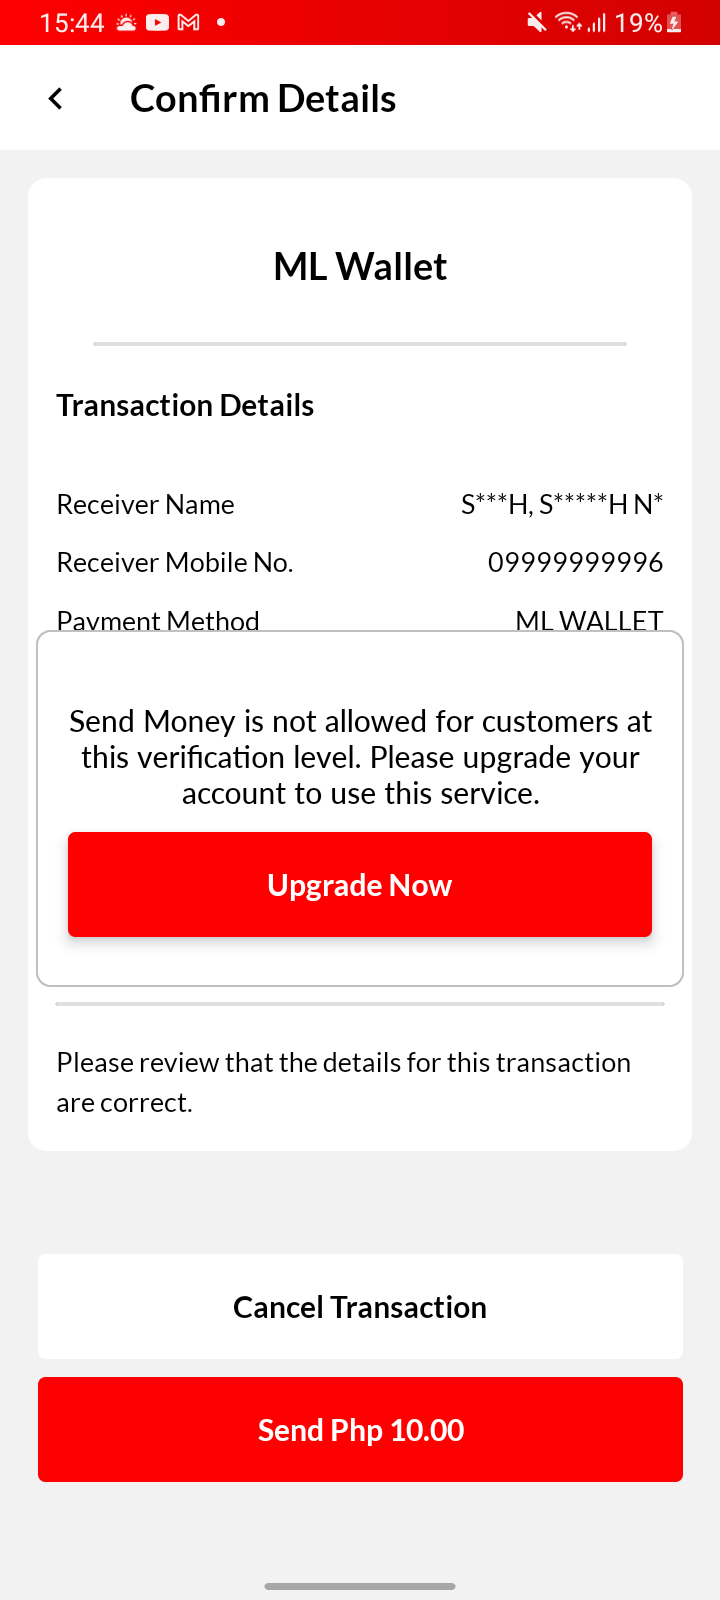 15:44 19%
Confirm Details
ML Wallet
Transaction Details
Receiver Name S***H, S*****H N*
Receiver Mobile No. 09999999996
Payment Method ML WALLET
Send Money is not allowed for customers at
this verification level. Please upgrade your
account to use this service.
Upgrade Now
Please review that the details for this transaction
are correct.
Cancel Transaction
Send Php 10.00